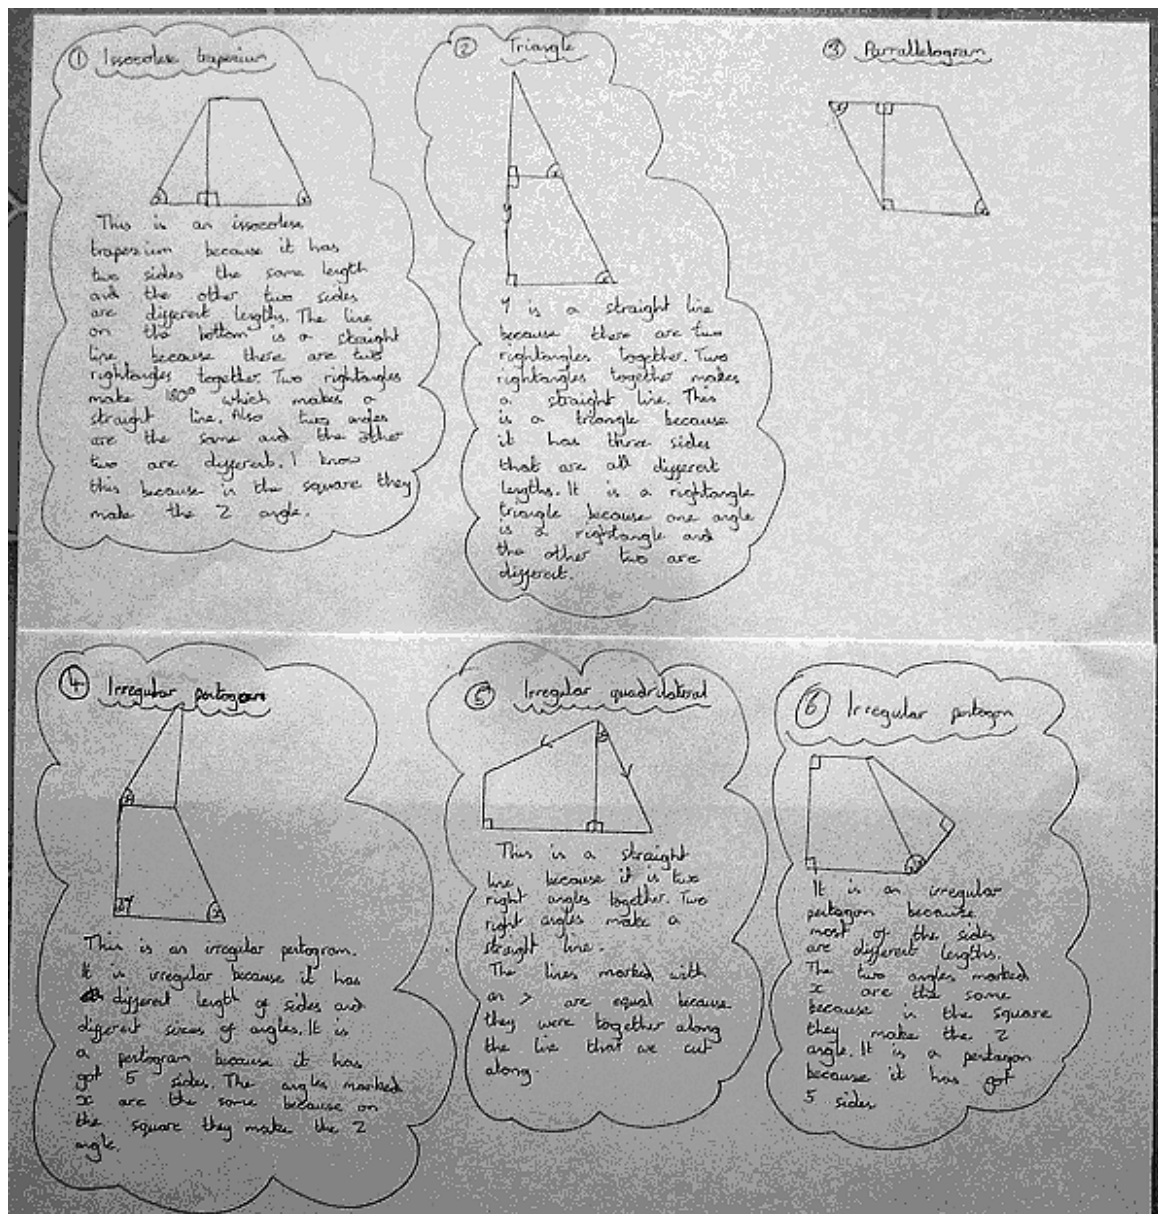 ① Issocolese traperium
This is an issocolese
traperium because it has
two sides the same length
and the other two sides
are different lengths. The line
on the bottom is a straight
line because there are two
rightangles together. Two rightangles
make 180° which makes a
straight line. Also two angles
are the same and the other
two are different. I know
this because in the square they
make the Z angle.
② Triangle
x
y
x
Y is a straight line
because there are two
rightangles together. Two
rightangles together makes
a straight line. This
is a triangle because
it has three sides
that are all different
lengths. It is a rightangle
triangle because one angle
is a rightangle and
the other two are
different.
③ Parrallelogram
④ Irregular pentogram
x
y
x
This is an irregular pentogram.
It is irregular because it has
different length of sides and
different sizes of angles. It is
a pentogram because it has
got 5 sides. The angles marked
x are the same because on
the square they make the Z
angle.
⑤ Irregular quadrilateral
This is a straight
line because it is two
right angles together. Two
right angles make a
straight line.
The lines marked with
an > are equal because
they were together along
the line that we cut
along.
⑥ Irregular pentagon
It is an irregular
pentagon because
most of the sides
are different lengths.
The two angles marked
x are the same
because in the square
they make the Z
angle. It is a pentagon
because it has got
5 sides